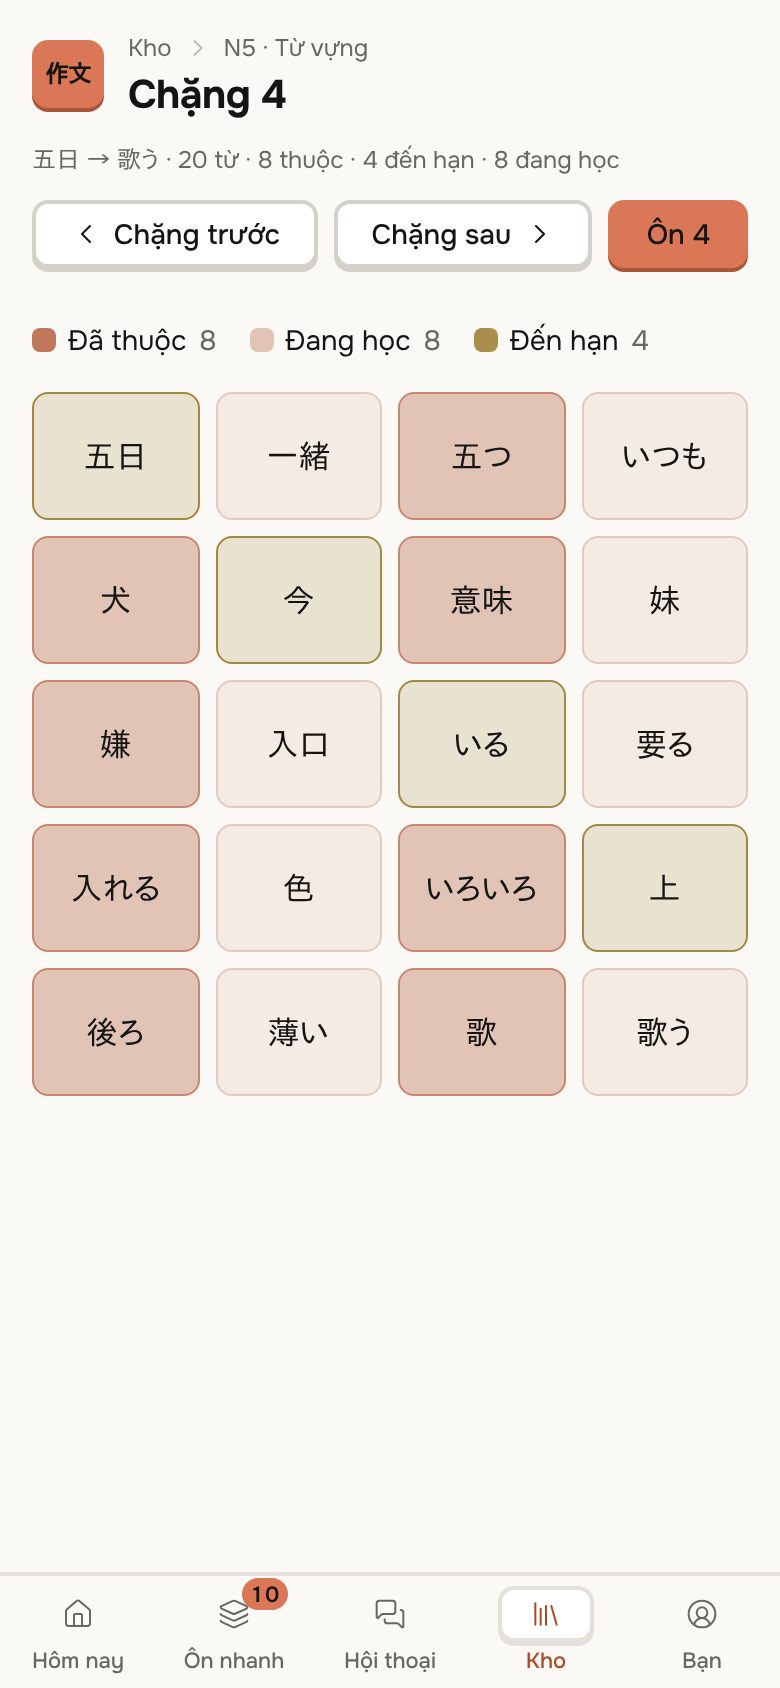 作文
Kho > N5 · Từ vựng
Chặng 4
五日 → 歌う · 20 từ · 8 thuộc · 4 đến hạn · 8 đang học
Chặng trước
Chặng sau
Ôn 4
Đã thuộc 8
Đang học 8
Đến hạn 4
五日 一緒 五つ いつも
犬 今 意味 妹
嫌 入口 いる 要る
入れる 色 いろいろ 上
後ろ 薄い 歌 歌う
10
Hôm nay
Ôn nhanh
Hội thoại
Kho
Bạn